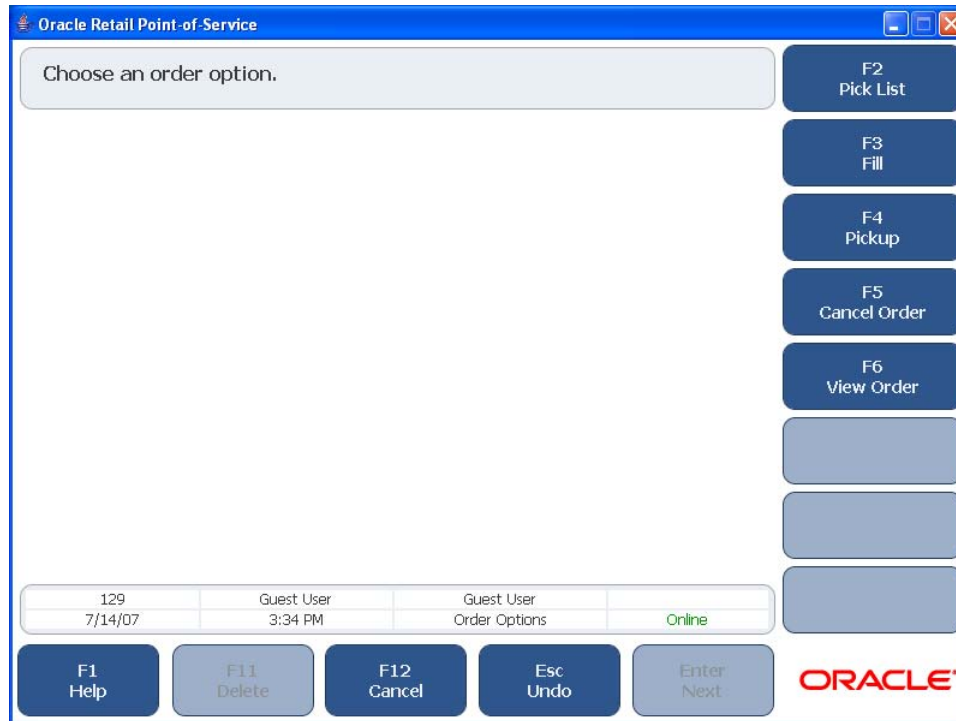 Oracle Retail Point-of-Service
Choose an order option.
F2
Pick List
F3
Fill
F4
Pickup
F5
Cancel Order
F6
View Order
129 Guest User Guest User
7/14/07 3:34 PM Order Options Online
F1
Help
F11
Delete
F12
Cancel
Esc
Undo
Enter
Next
ORACLE